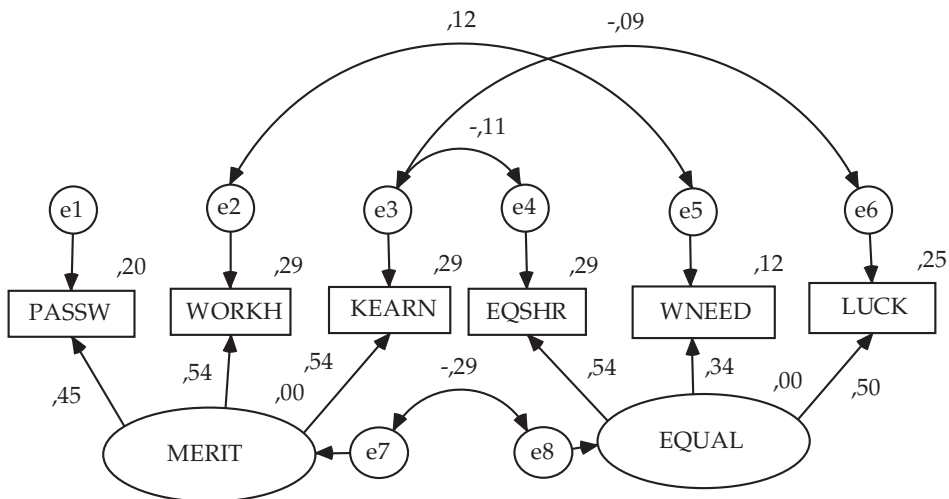 ,12
-,09
-,11
e1
e2
e3
e4
e5
e6
,20
,29
,29
,29
,12
,25
PASSW
WORKH
KEARN
EQSHR
WNEED
LUCK
,45
,54
,54
,00
-,29
,54
,34
,00
,50
MERIT
e7
e8
EQUAL